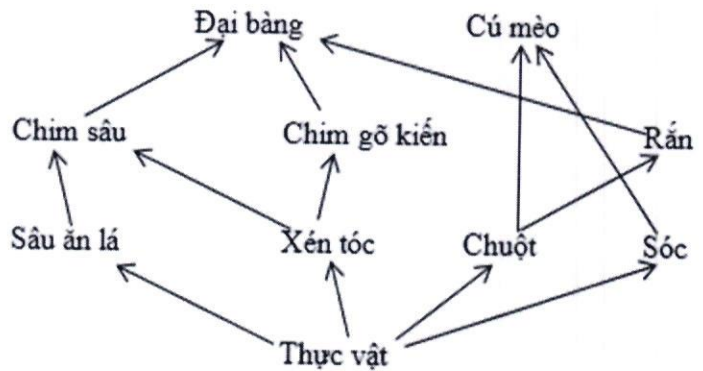 Đại bàng
Cú mèo
Chim sâu
Chim gõ kiến
Rắn
Sâu ăn lá
Xén tóc
Chuột
Sóc
Thực vật